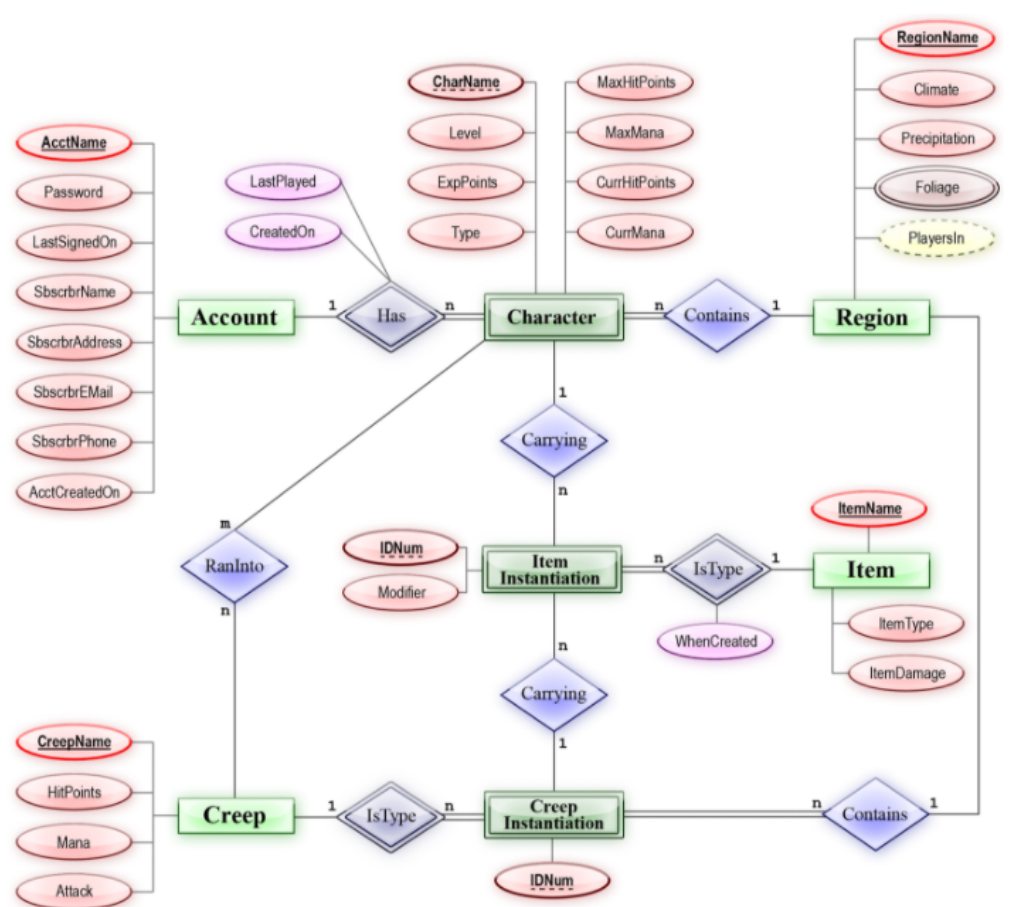 RegionName
CharName
MaxHitPoints
Climate
AcctName
Level
MaxMana
Precipitation
Password
LastPlayed
ExpPoints
CurrHitPoints
Foliage
LastSignedOn
CreatedOn
Type
CurrMana
PlayersIn
SbscrbrName
Account
1
Has
n
Character
n
Contains
1
Region
SbscrbrAddress
SbscrbrEMail
1
SbscrbrPhone
Carrying
AcctCreatedOn
n
ItemName
m
RanInto
n
IDNum
Modifier
Item
Instantiation
n
IsType
1
Item
WhenCreated
ItemType
n
ItemDamage
Carrying
1
CreepName
HitPoints
Creep
1
IsType
n
Creep
Instantiation
n
Contains
1
Mana
Attack
IDNum